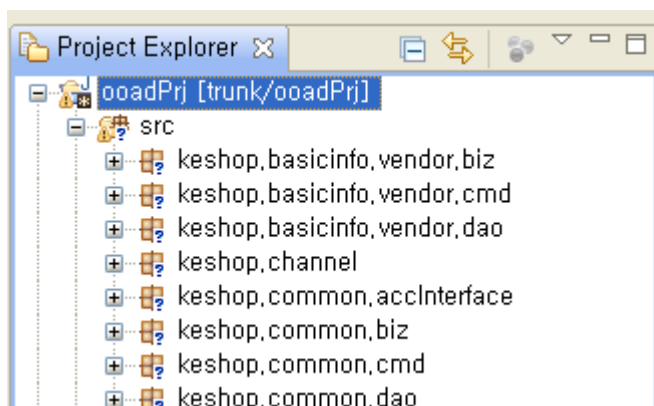 Project Explorer
ooadPrj [trunk/ooadPrj]
src
keshop.basicinfo.vendor.biz
keshop.basicinfo.vendor.cmd
keshop.basicinfo.vendor.dao
keshop.channel
keshop.common.accInterface
keshop.common.biz
keshop.common.cmd
keshop.common.dao